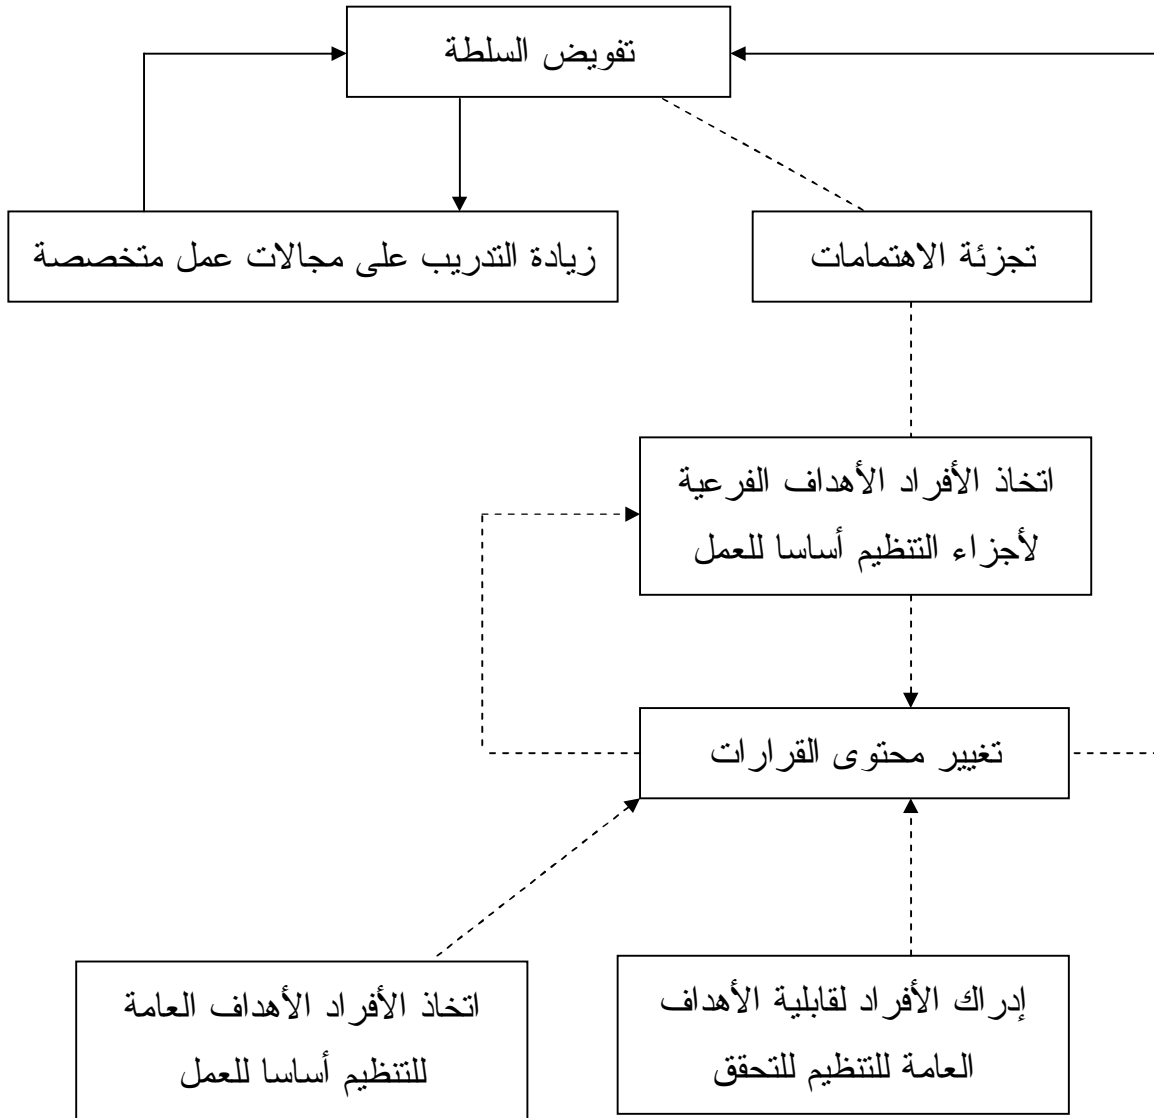 تفويض السلطة
تجزئة الاهتمامات
زيادة التدريب على مجالات عمل متخصصة
اتخاذ الأفراد الأهداف الفرعية
لأجزاء التنظيم أساسا للعمل
تغيير محتوى القرارات
إدراك الأفراد لقابلية الأهداف
العامة للتنظيم للتحقق
اتخاذ الأفراد الأهداف العامة
للتنظيم أساسا للعمل